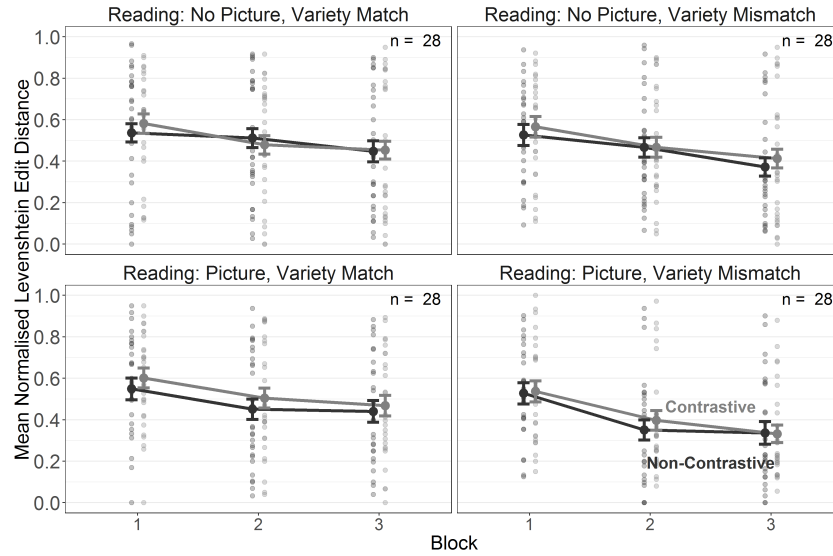 Reading: No Picture, Variety Match
Reading: No Picture, Variety Mismatch
Mean Normalised Levenshtein Edit Distance
1.0
0.8
0.6
0.4
0.2
0.0
n = 28
n = 28
Reading: Picture, Variety Match
Reading: Picture, Variety Mismatch
1.0
0.8
0.6
0.4
0.2
0.0
n = 28
n = 28
Contrastive
Non-Contrastive
1 2 3
1 2 3
Block